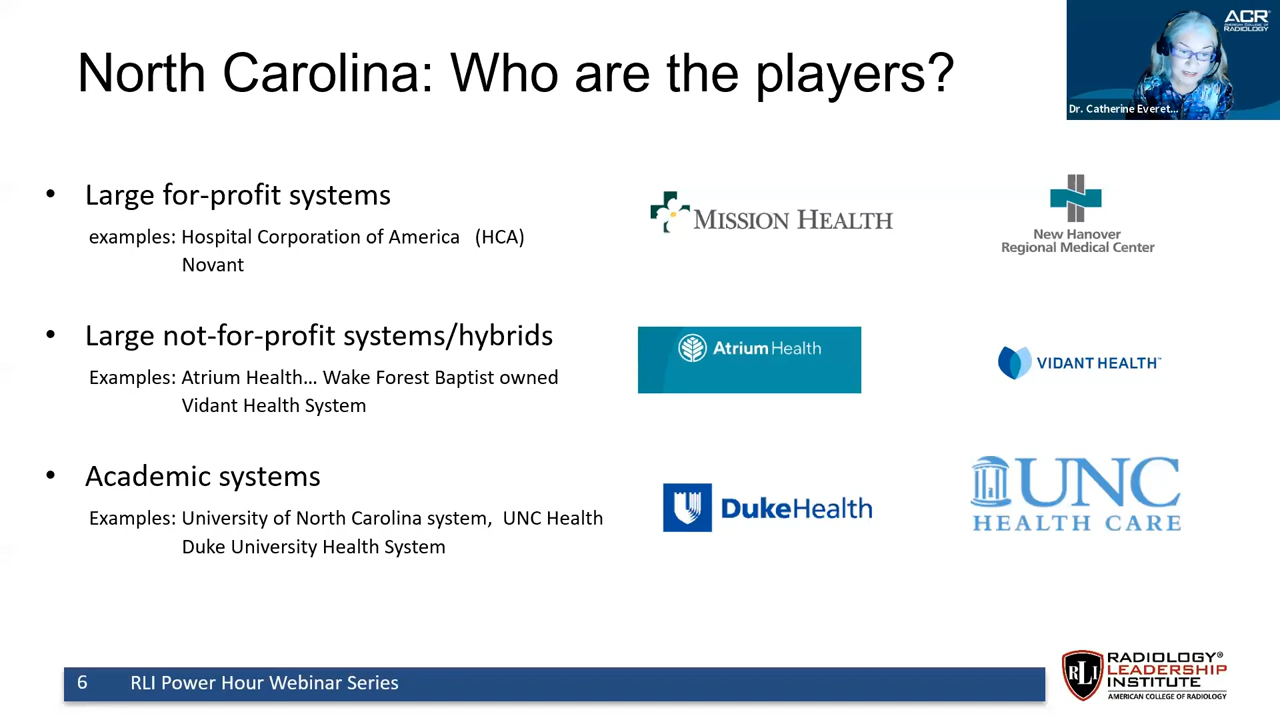 North Carolina: Who are the players?
ACR
American College of
RADIOLOGY
Dr. Catherine Everet...
• Large for-profit systems
examples: Hospital Corporation of America (HCA)
Novant
MISSION HEALTH
New Hanover
Regional Medical Center
• Large not-for-profit systems/hybrids
Examples: Atrium Health... Wake Forest Baptist owned
Vidant Health System
Atrium Health
VIDANT HEALTH™
• Academic systems
Examples: University of North Carolina system, UNC Health
Duke University Health System
DukeHealth
UNC
HEALTH CARE
6 RLI Power Hour Webinar Series
RLI
RADIOLOGY®
LEADERSHIP
INSTITUTE
AMERICAN COLLEGE OF RADIOLOGY